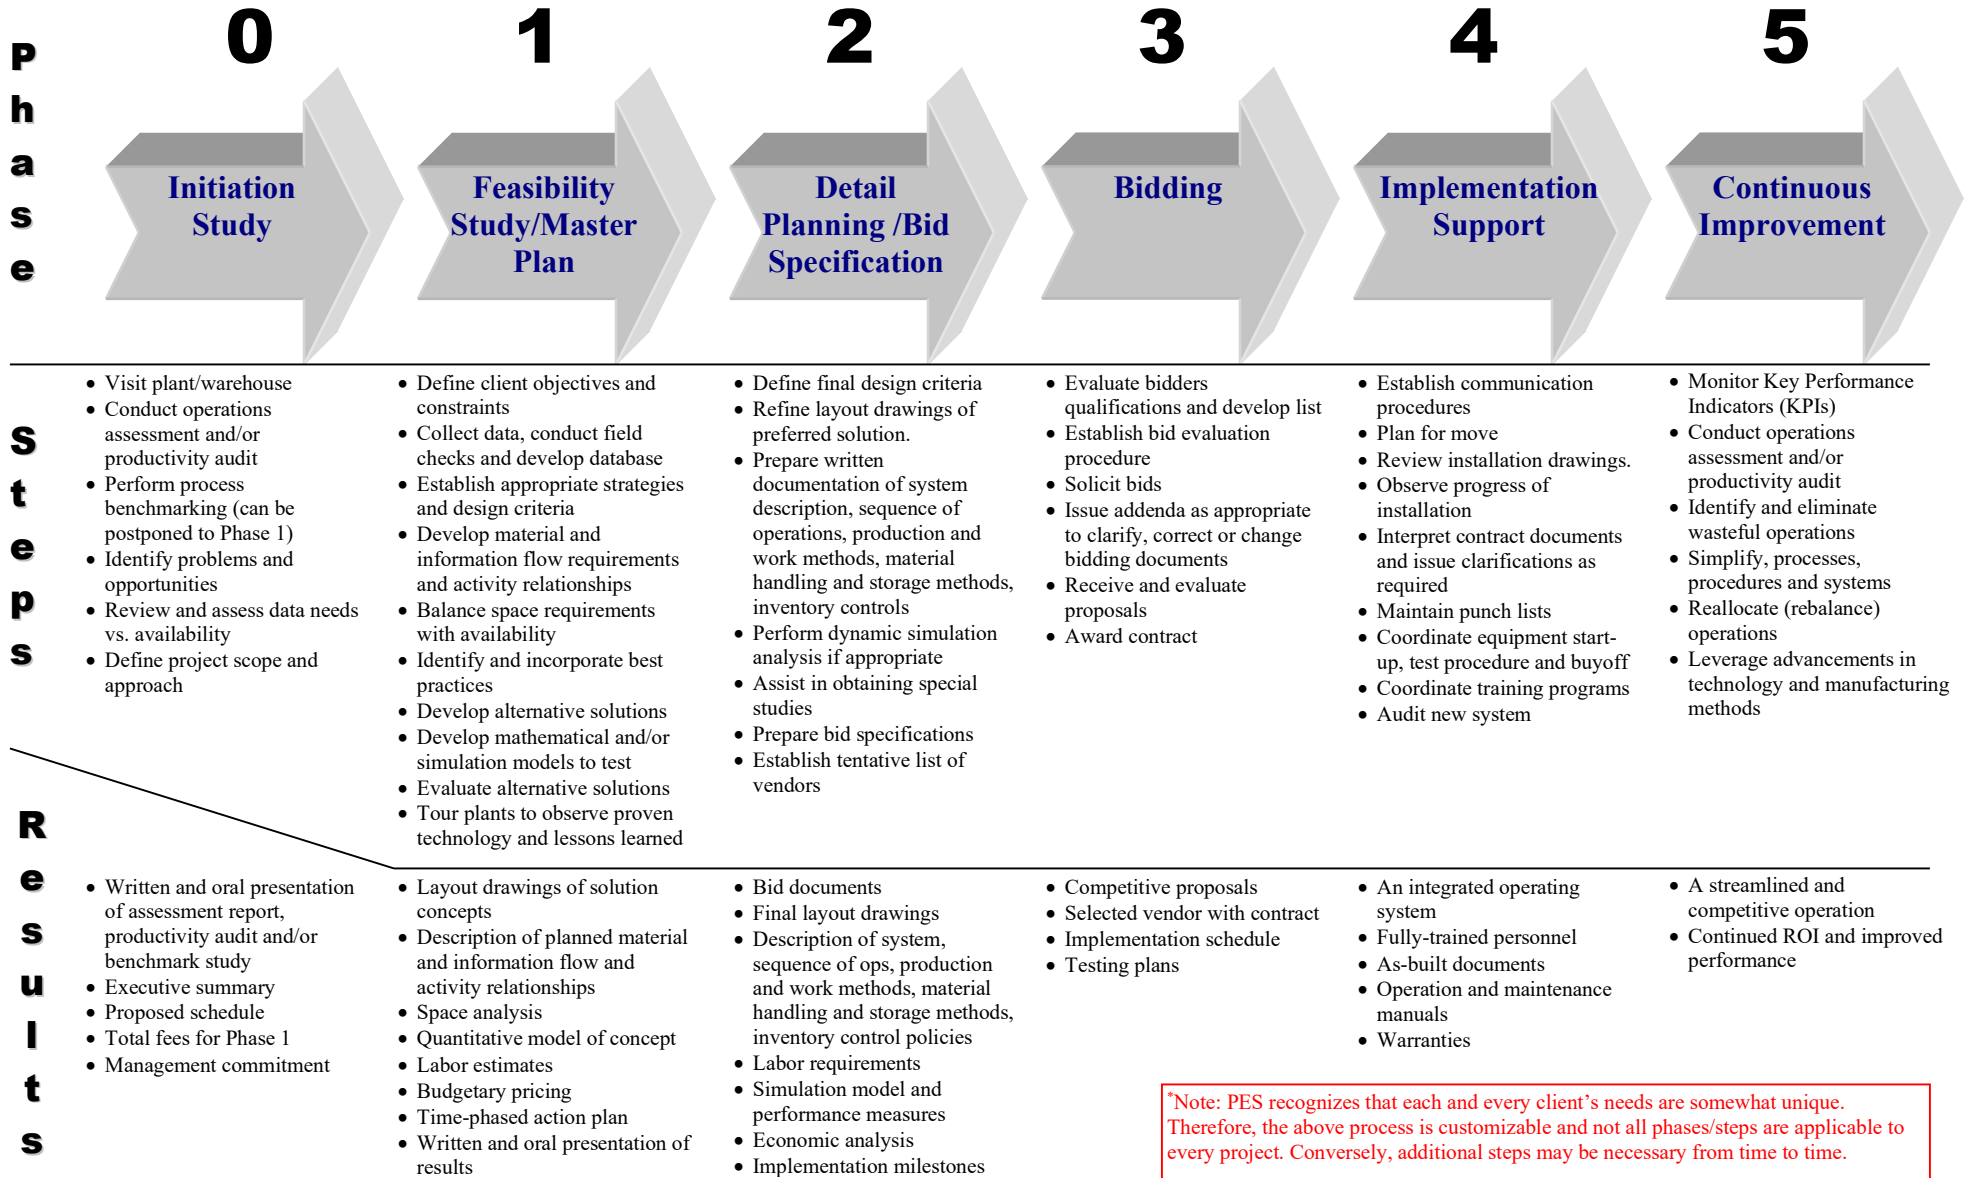 Phase
0
1
2
3
4
5
Initiation
Study
Feasibility
Study/Master
Plan
Detail
Planning /Bid
Specification
Bidding
Implementation
Support
Continuous
Improvement
Steps
• Visit plant/warehouse
• Conduct operations
assessment and/or
productivity audit
• Perform process
benchmarking (can be
postponed to Phase 1)
• Identify problems and
opportunities
• Review and assess data needs
vs. availability
• Define project scope and
approach
• Define client objectives and
constraints
• Collect data, conduct field
checks and develop database
• Establish appropriate strategies
and design criteria
• Develop material and
information flow requirements
and activity relationships
• Balance space requirements
with availability
• Identify and incorporate best
practices
• Develop alternative solutions
• Develop mathematical and/or
simulation models to test
• Evaluate alternative solutions
• Tour plants to observe proven
technology and lessons learned
• Define final design criteria
• Refine layout drawings of
preferred solution.
• Prepare written
documentation of system
description, sequence of
operations, production and
work methods, material
handling and storage methods,
inventory controls
• Perform dynamic simulation
analysis if appropriate
• Assist in obtaining special
studies
• Prepare bid specifications
• Establish tentative list of
vendors
• Evaluate bidders
qualifications and develop list
• Establish bid evaluation
procedure
• Solicit bids
• Issue addenda as appropriate
to clarify, correct or change
bidding documents
• Receive and evaluate
proposals
• Award contract
• Establish communication
procedures
• Plan for move
• Review installation drawings.
• Observe progress of
installation
• Interpret contract documents
and issue clarifications as
required
• Maintain punch lists
• Coordinate equipment start-
up, test procedure and buyoff
• Coordinate training programs
• Audit new system
• Monitor Key Performance
Indicators (KPIs)
• Conduct operations
assessment and/or
productivity audit
• Identify and eliminate
wasteful operations
• Simplify, processes,
procedures and systems
• Reallocate (rebalance)
operations
• Leverage advancements in
technology and manufacturing
methods
Results
• Written and oral presentation
of assessment report,
productivity audit and/or
benchmark study
• Executive summary
• Proposed schedule
• Total fees for Phase 1
• Management commitment
• Layout drawings of solution
concepts
• Description of planned material
and information flow and
activity relationships
• Space analysis
• Quantitative model of concept
• Labor estimates
• Budgetary pricing
• Time-phased action plan
• Written and oral presentation of
results
• Bid documents
• Final layout drawings
• Description of system,
sequence of ops, production
and work methods, material
handling and storage methods,
inventory control policies
• Labor requirements
• Simulation model and
performance measures
• Economic analysis
• Implementation milestones
• Competitive proposals
• Selected vendor with contract
• Implementation schedule
• Testing plans
• An integrated operating
system
• Fully-trained personnel
• As-built documents
• Operation and maintenance
manuals
• Warranties
• A streamlined and
competitive operation
• Continued ROI and improved
performance
*Note: PES recognizes that each and every client’s needs are somewhat unique.
Therefore, the above process is customizable and not all phases/steps are applicable to
every project. Conversely, additional steps may be necessary from time to time.